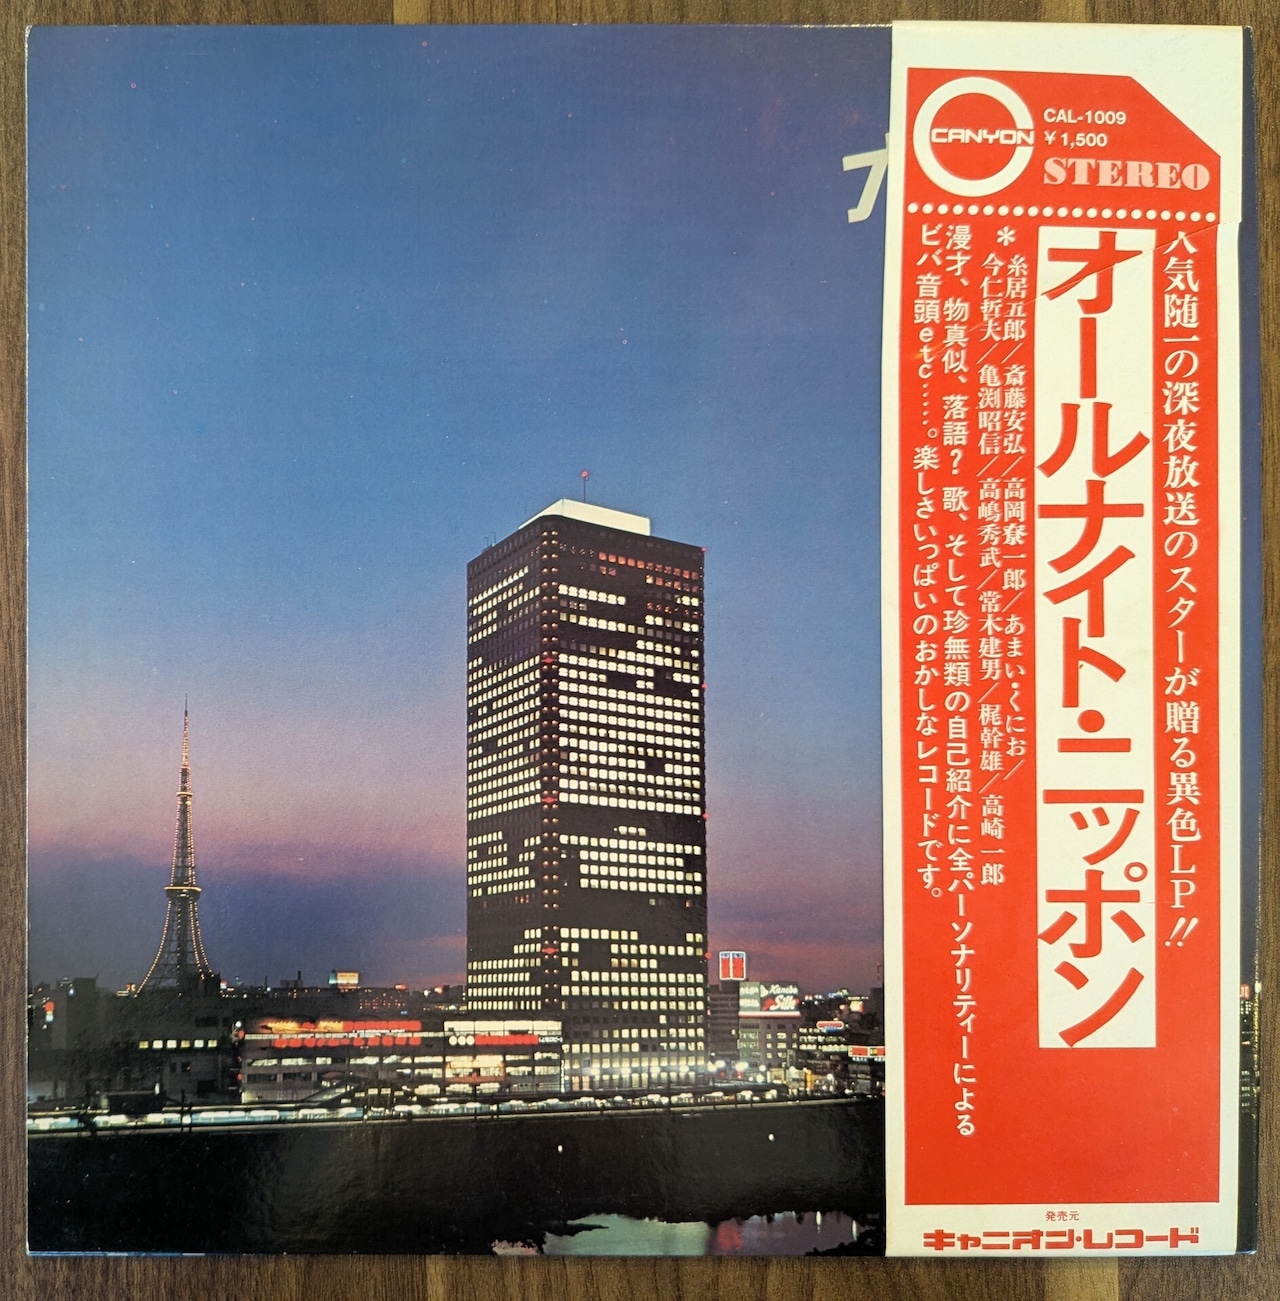 オ
CANYON
CAL-1009
¥1,500
STEREO
人気随一の深夜放送のスターが贈る異色LP!!
オールナイト・ニッポン
＊糸居五郎/斎藤安弘/高岡寮一郎/あまい・くにお/
今仁哲夫/亀渕昭信/高嶋秀武/常木建男/梶幹雄/高崎一郎
漫才、物真似、落語? 歌、そして珍無類の自己紹介に全パーソナリティーによる
ビバ音頭etc.....。楽しさいっぱいのおかしなレコードです。
発売元
キャニオン・レコード
Kanebo
Silk